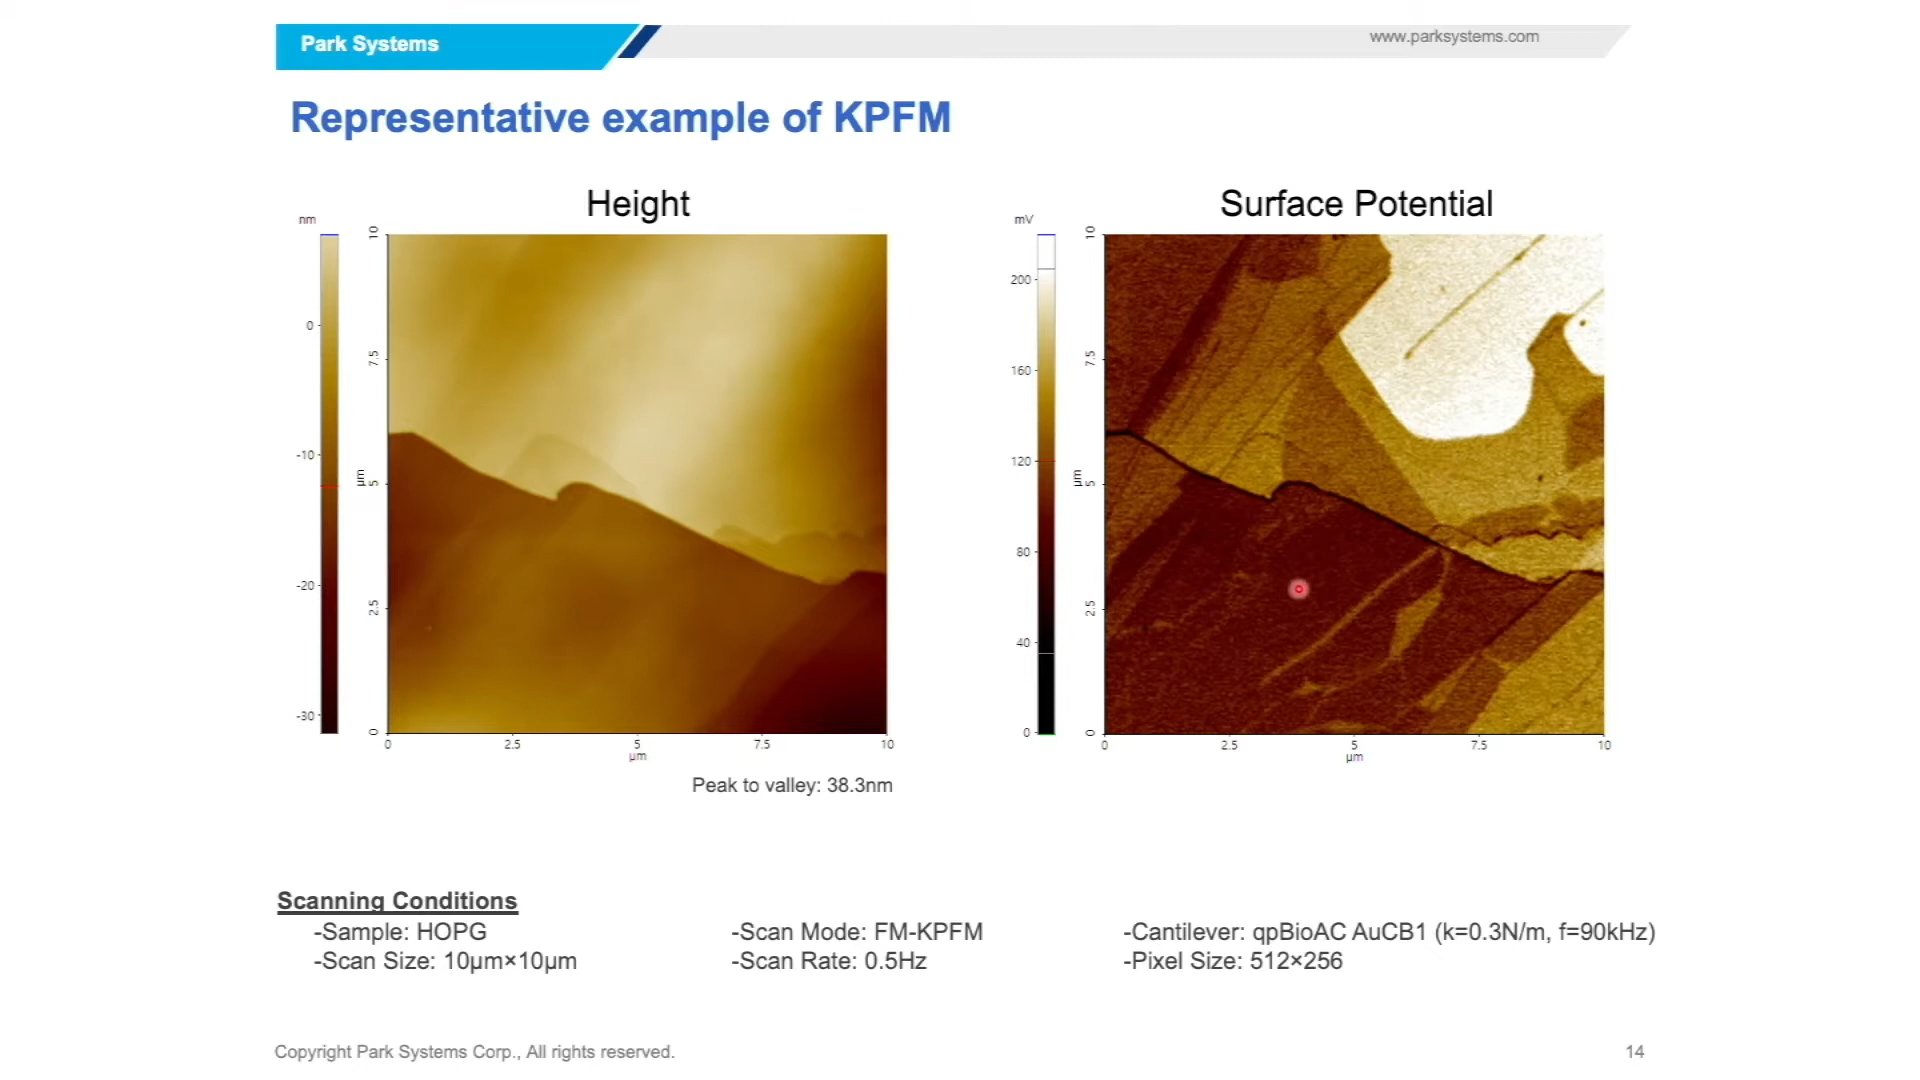 Park Systems
www.parksystems.com
Representative example of KPFM
Height
Surface Potential
nm
0
-10
-20
-30
10
7.5
5
2.5
0
µm
0
2.5
5
7.5
10
µm
mV
200
160
120
80
40
0
10
7.5
5
2.5
0
µm
0
2.5
5
7.5
10
µm
Peak to valley: 38.3nm
Scanning Conditions
-Sample: HOPG
-Scan Size: 10µm×10µm
-Scan Mode: FM-KPFM
-Scan Rate: 0.5Hz
-Cantilever: qpBioAC AuCB1 (k=0.3N/m, f=90kHz)
-Pixel Size: 512×256
Copyright Park Systems Corp., All rights reserved.
14